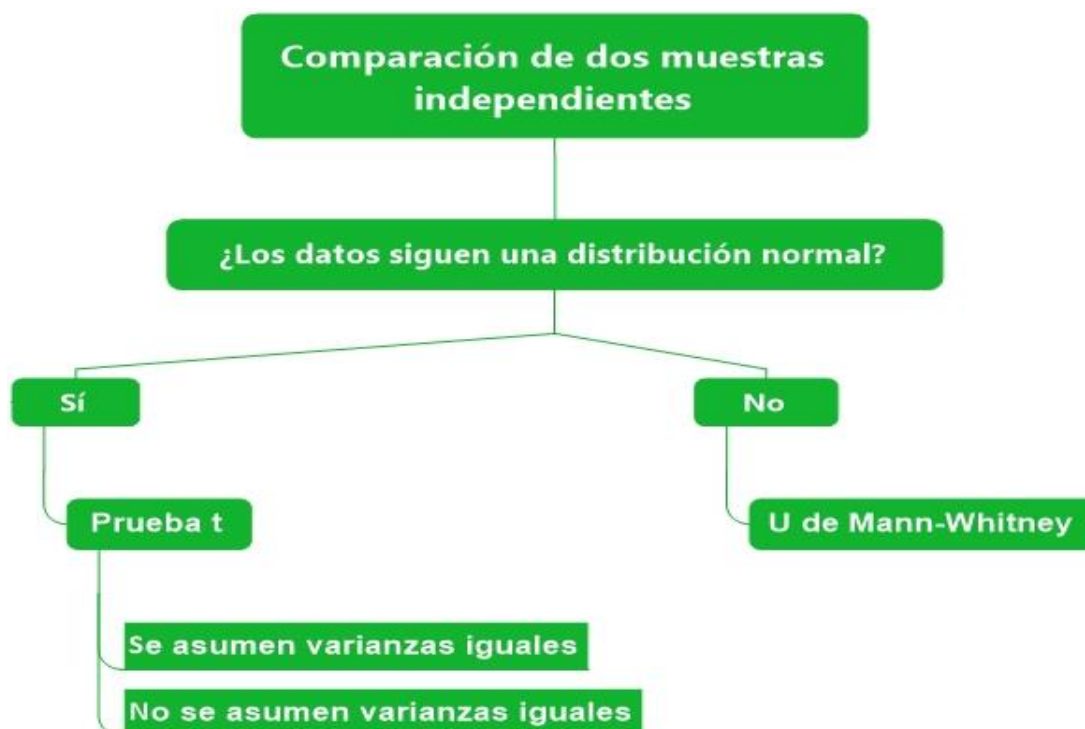 Comparación de dos muestras
independientes
¿Los datos siguen una distribución normal?
Sí
No
Prueba t
U de Mann-Whitney
Se asumen varianzas iguales
No se asumen varianzas iguales